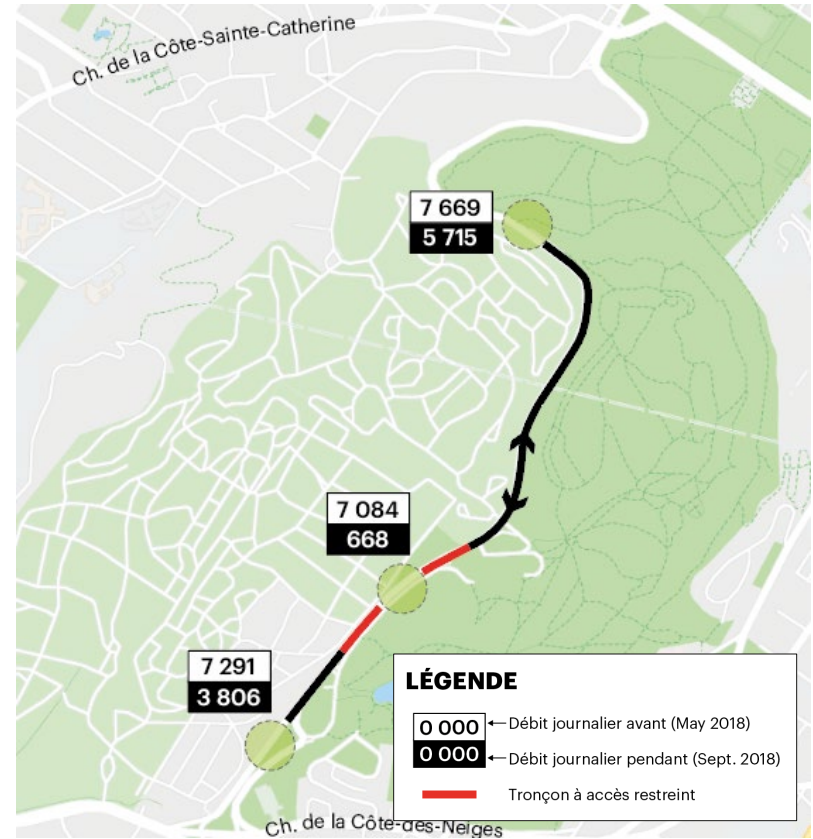 Ch. de la Côte-Sainte-Catherine
7 669
5 715
7 084
668
7 291
3 806
LÉGENDE
0 000 Débit journalier avant (May 2018)
0 000 Débit journalier pendant (Sept. 2018)
Tronçon à accès restreint
Ch. de la Côte-des-Neiges